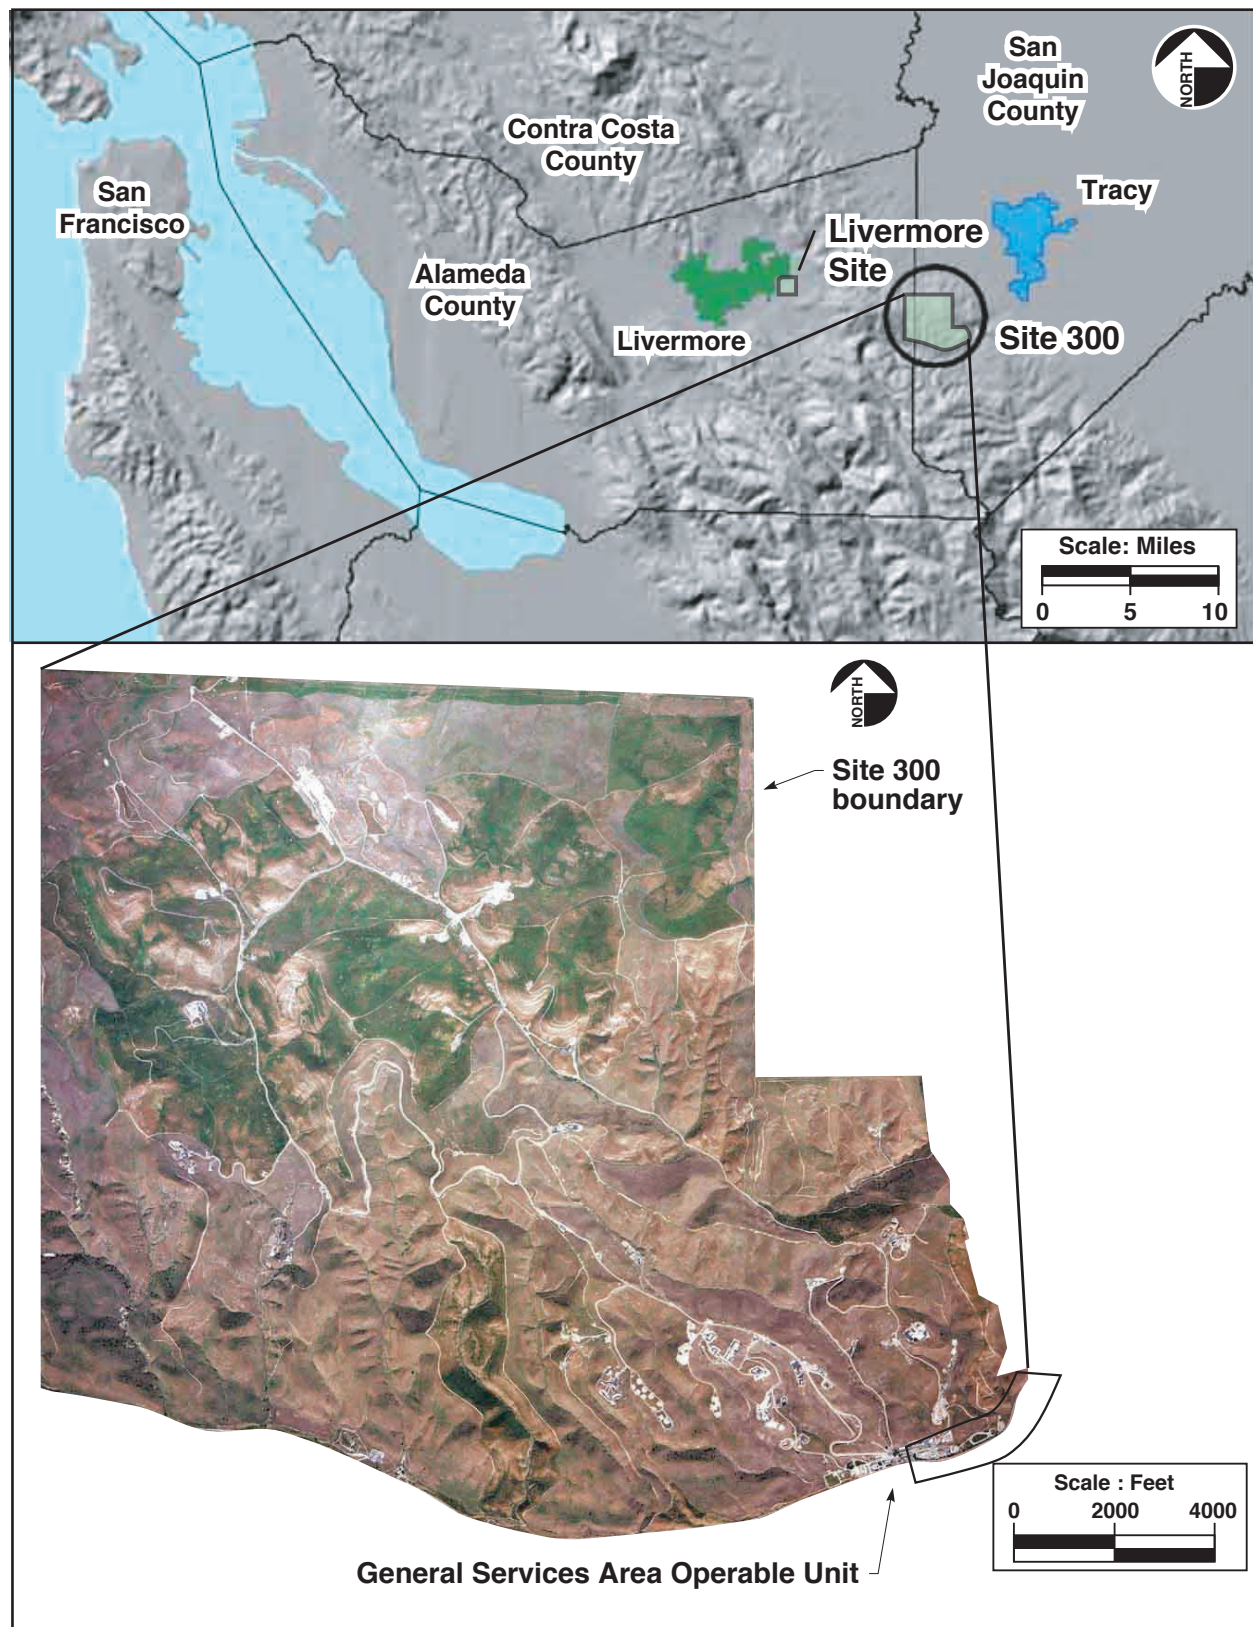 San
Joaquin
County
NORTH
Contra Costa
County
San
Francisco
Tracy
Livermore
Site
Alameda
County
Livermore
Site 300
Scale: Miles
0 5 10
NORTH
Site 300
boundary
Scale : Feet
0 2000 4000
General Services Area Operable Unit